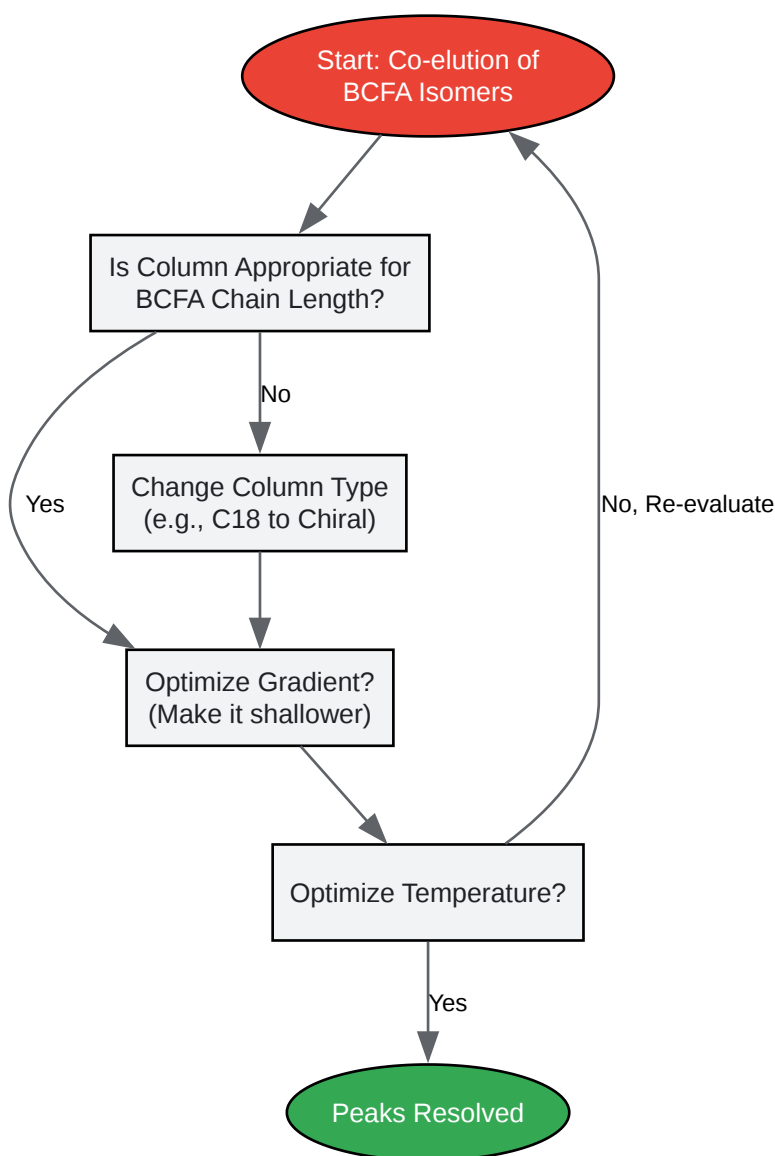 Start: Co-elution of
BCFA Isomers
Is Column Appropriate for
BCFA Chain Length?
No
Change Column Type
(e.g., C18 to Chiral)
Yes
No, Re-evaluate
Optimize Gradient?
(Make it shallower)
Optimize Temperature?
Yes
Peaks Resolved